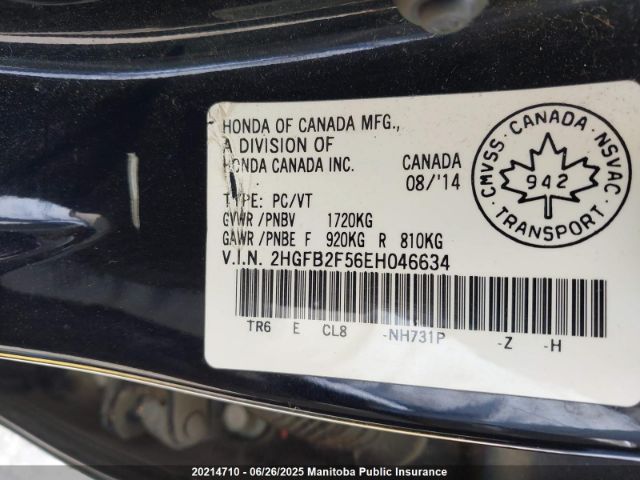 HONDA OF CANADA MFG.,
A DIVISION OF
HONDA CANADA INC. CANADA
08/'14
TYPE: PC/VT
GVWR/PNBV 1720KG
GAWR/PNBE F 920KG R 810KG
V.I.N. 2HGFB2F56EH046634
TR6 E CL8 -NH731P -Z -H
CMVSS · CANADA · NSVAC
942
TRANSPORT
20214710 - 06/26/2025 Manitoba Public Insurance